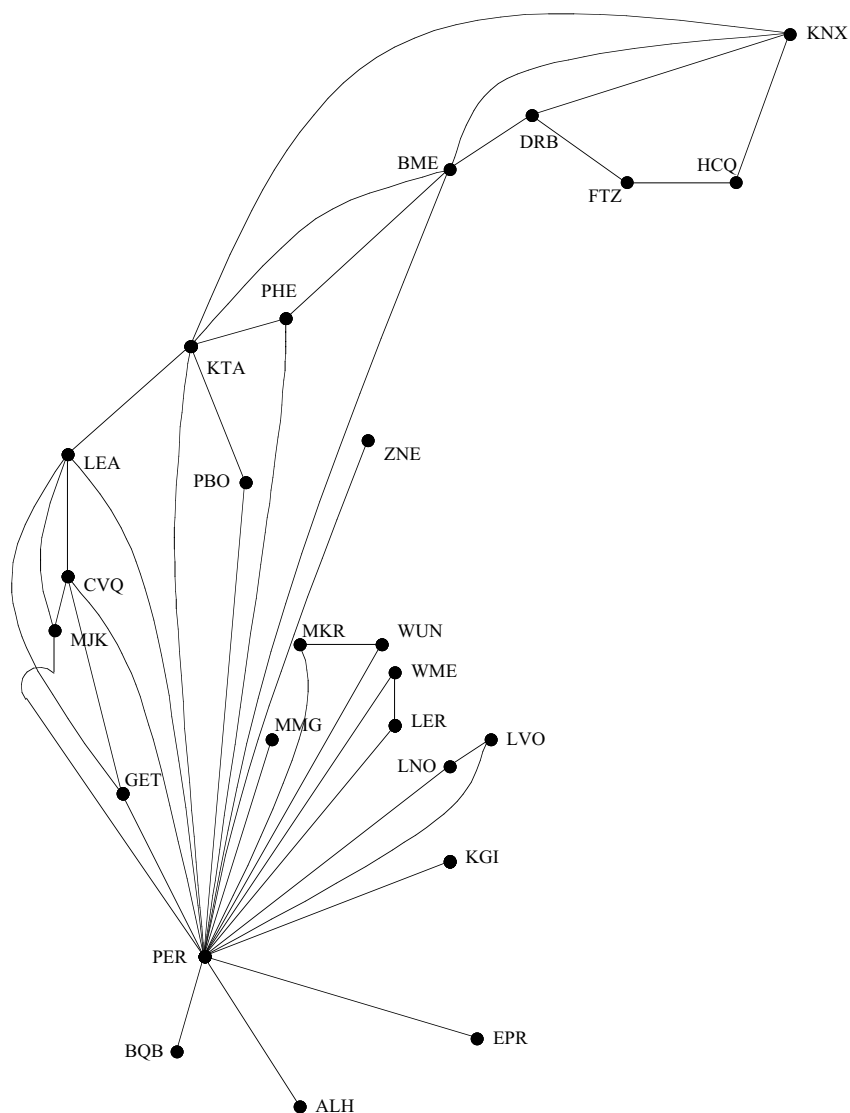 KNX
DRB
BME
HCQ
FTZ
PHE
KTA
ZNE
LEA
PBO
CVQ
MKR
WUN
MJK
WME
MMG
LER
LVO
LNO
GET
KGI
PER
EPR
BQB
ALH